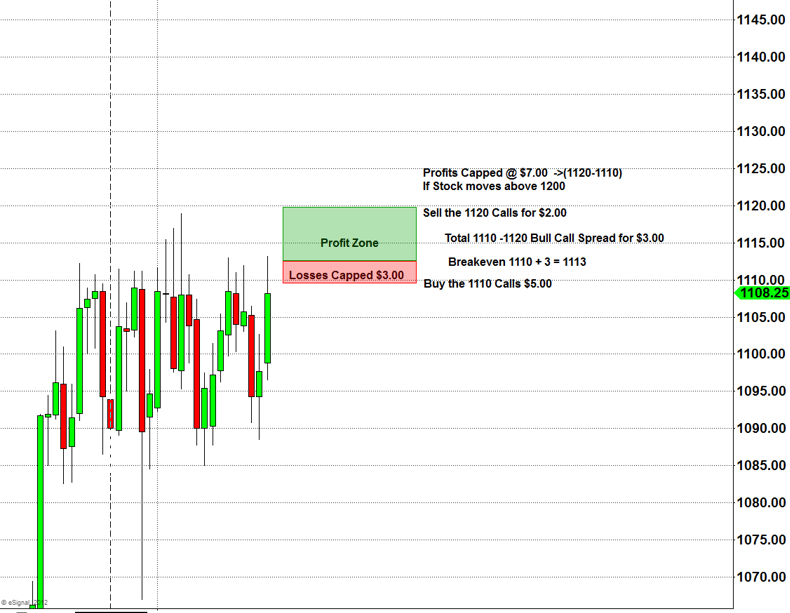 1145.00
1140.00
1135.00
1130.00
1125.00
Profits Capped @ $7.00 ->(1120-1110)
If Stock moves above 1200
1120.00
Sell the 1120 Calls for $2.00
Profit Zone
Total 1110 -1120 Bull Call Spread for $3.00
1115.00
Breakeven 1110 + 3 = 1113
Losses Capped $3.00
1110.00
Buy the 1110 Calls $5.00
1108.25
1105.00
1100.00
1095.00
1090.00
1085.00
1080.00
1075.00
1070.00
© eSignal,